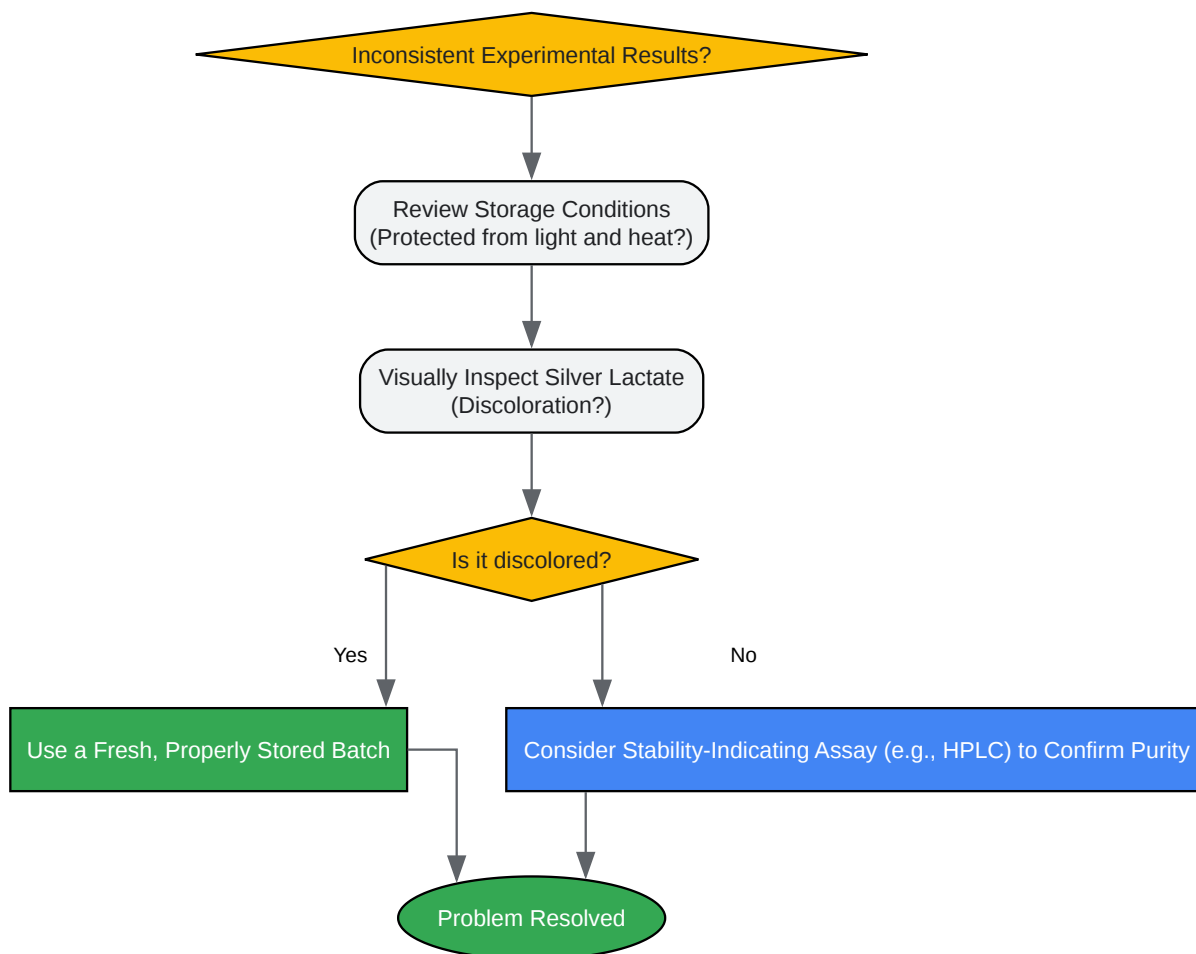 Inconsistent Experimental Results?
Review Storage Conditions
(Protected from light and heat?)
Visually Inspect Silver Lactate
(Discoloration?)
Is it discolored?
Yes
No
Use a Fresh, Properly Stored Batch
Consider Stability-Indicating Assay (e.g., HPLC) to Confirm Purity
Problem Resolved